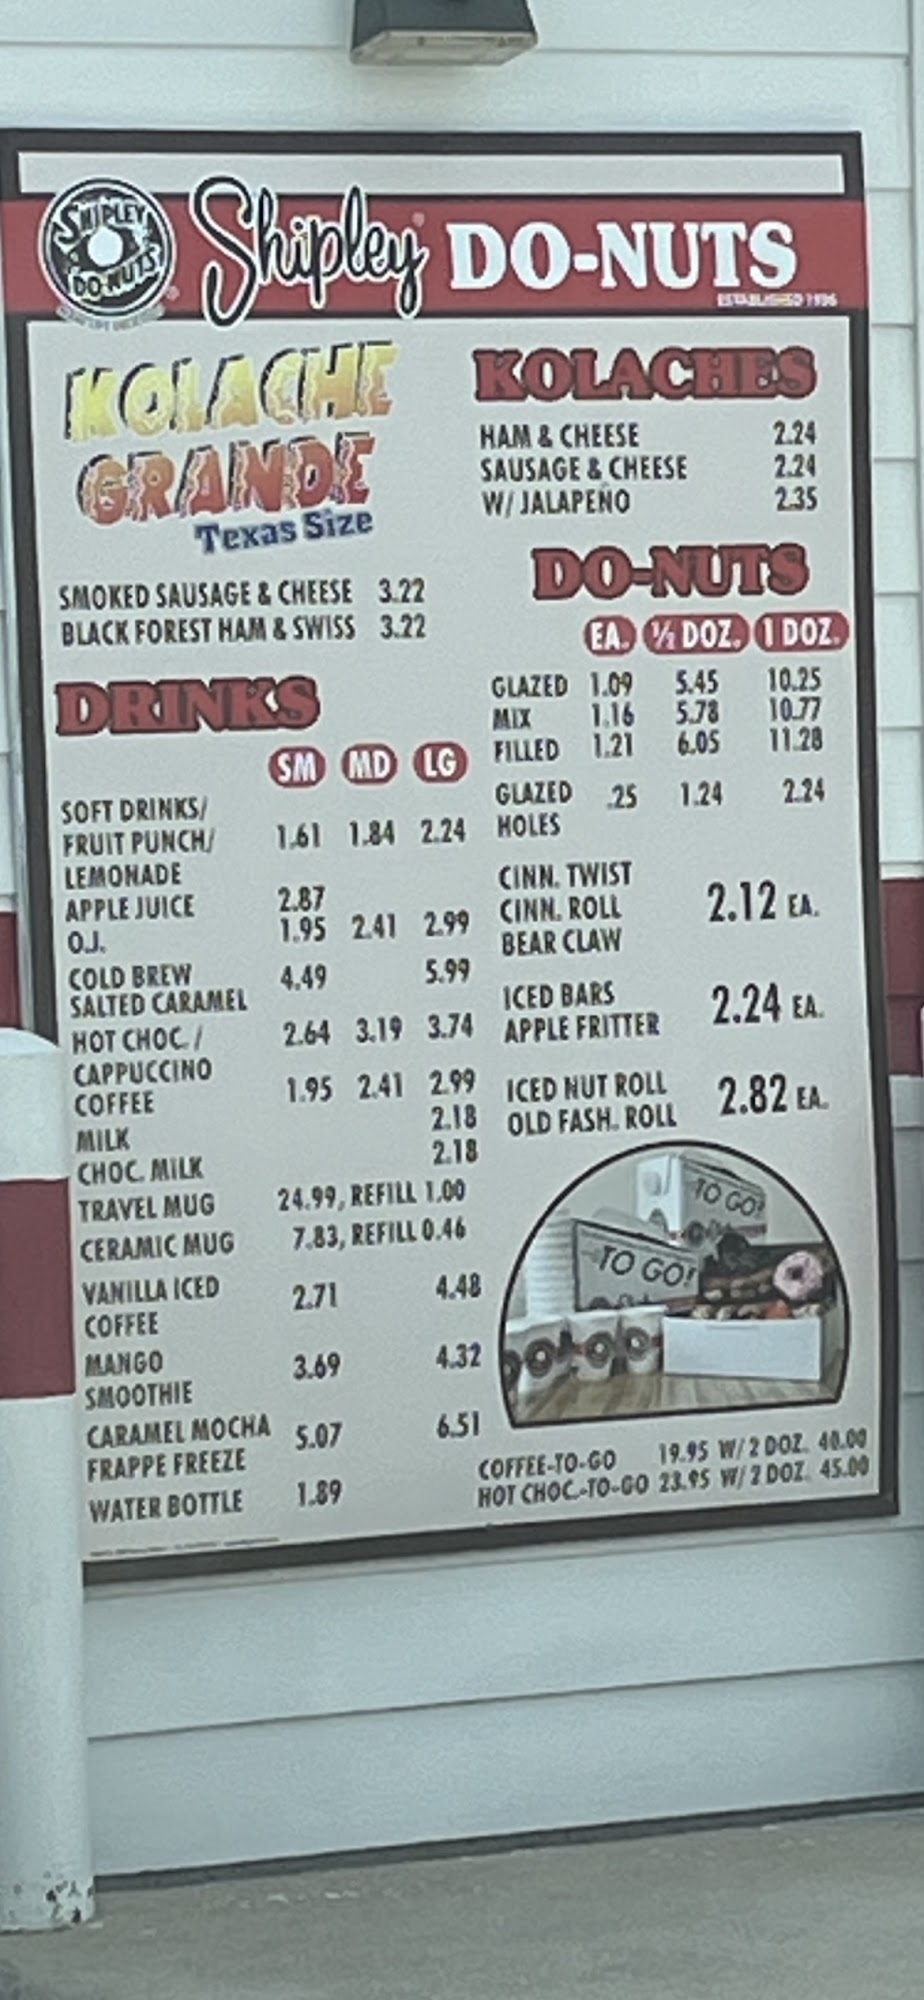 SHIPLEY
DO-NUTS
Shipley DO-NUTS
ESTABLISHED 1936
KOLACHE
GRANDE
Texas Size
SMOKED SAUSAGE & CHEESE 3.22
BLACK FOREST HAM & SWISS 3.22
DRINKS
SM MD LG
SOFT DRINKS/
FRUIT PUNCH/ 1.61 1.84 2.24
LEMONADE
APPLE JUICE 2.87
O.J. 1.95 2.41 2.99
COLD BREW 4.49 5.99
SALTED CARAMEL
HOT CHOC./ 2.64 3.19 3.74
CAPPUCCINO
COFFEE 1.95 2.41 2.99
MILK 2.18
CHOC. MILK 2.18
TRAVEL MUG 24.99, REFILL 1.00
CERAMIC MUG 7.83, REFILL 0.46
VANILLA ICED 2.71 4.48
COFFEE
MANGO 3.69 4.32
SMOOTHIE
CARAMEL MOCHA 5.07 6.51
FRAPPE FREEZE
WATER BOTTLE 1.89
KOLACHES
HAM & CHEESE 2.24
SAUSAGE & CHEESE 2.24
W/ JALAPEÑO 2.35
DO-NUTS
EA. ½ DOZ. 1 DOZ.
GLAZED 1.09 5.45 10.25
MIX 1.16 5.78 10.77
FILLED 1.21 6.05 11.28
GLAZED .25 1.24 2.24
HOLES
CINN. TWIST
CINN. ROLL 2.12 EA.
BEAR CLAW
ICED BARS 2.24 EA.
APPLE FRITTER
ICED NUT ROLL 2.82 EA.
OLD FASH. ROLL
TO GO!
TO GO!
COFFEE-TO-GO 19.95 W/ 2 DOZ. 40.00
HOT CHOC.-TO-GO 23.95 W/ 2 DOZ. 45.00